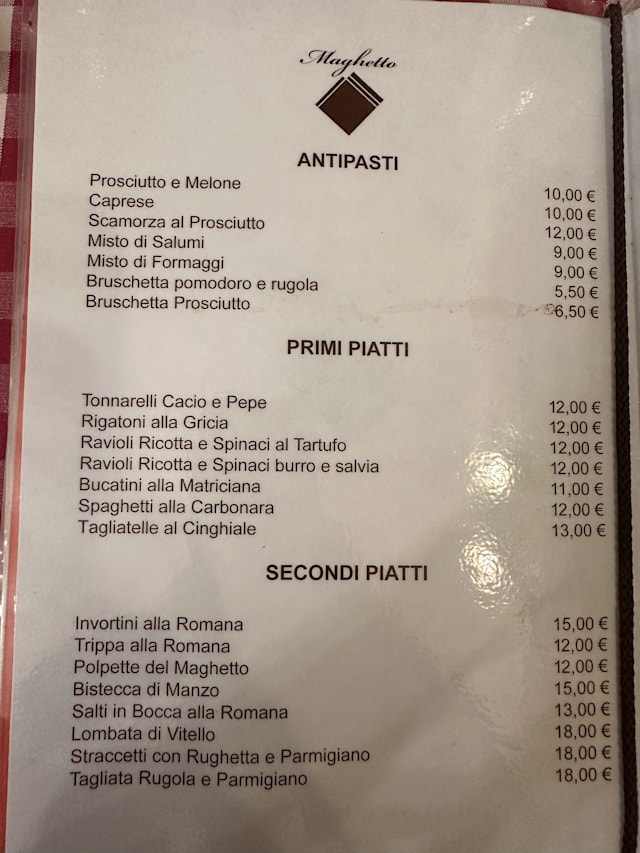 Maghetto
ANTIPASTI
Prosciutto e Melone 10,00 €
Caprese 10,00 €
Scamorza al Prosciutto 12,00 €
Misto di Salumi 9,00 €
Misto di Formaggi 9,00 €
Bruschetta pomodoro e rugola 5,50 €
Bruschetta Prosciutto 6,50 €
PRIMI PIATTI
Tonnarelli Cacio e Pepe 12,00 €
Rigatoni alla Gricia 12,00 €
Ravioli Ricotta e Spinaci al Tartufo 12,00 €
Ravioli Ricotta e Spinaci burro e salvia 12,00 €
Bucatini alla Matriciana 11,00 €
Spaghetti alla Carbonara 12,00 €
Tagliatelle al Cinghiale 13,00 €
SECONDI PIATTI
Invortini alla Romana 15,00 €
Trippa alla Romana 12,00 €
Polpette del Maghetto 12,00 €
Bistecca di Manzo 15,00 €
Salti in Bocca alla Romana 13,00 €
Lombata di Vitello 18,00 €
Straccetti con Rughetta e Parmigiano 18,00 €
Tagliata Rugola e Parmigiano 18,00 €